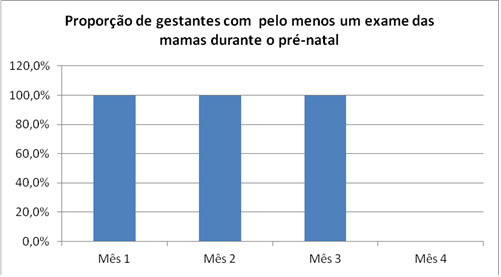 Proporção de gestantes com  pelo menos um exame das
mamas durante o pré-natal
120,0%
100,0%
80,0%
60,0%
40,0%
20,0%
0,0%
Mês 1 Mês 2 Mês 3 Mês 4